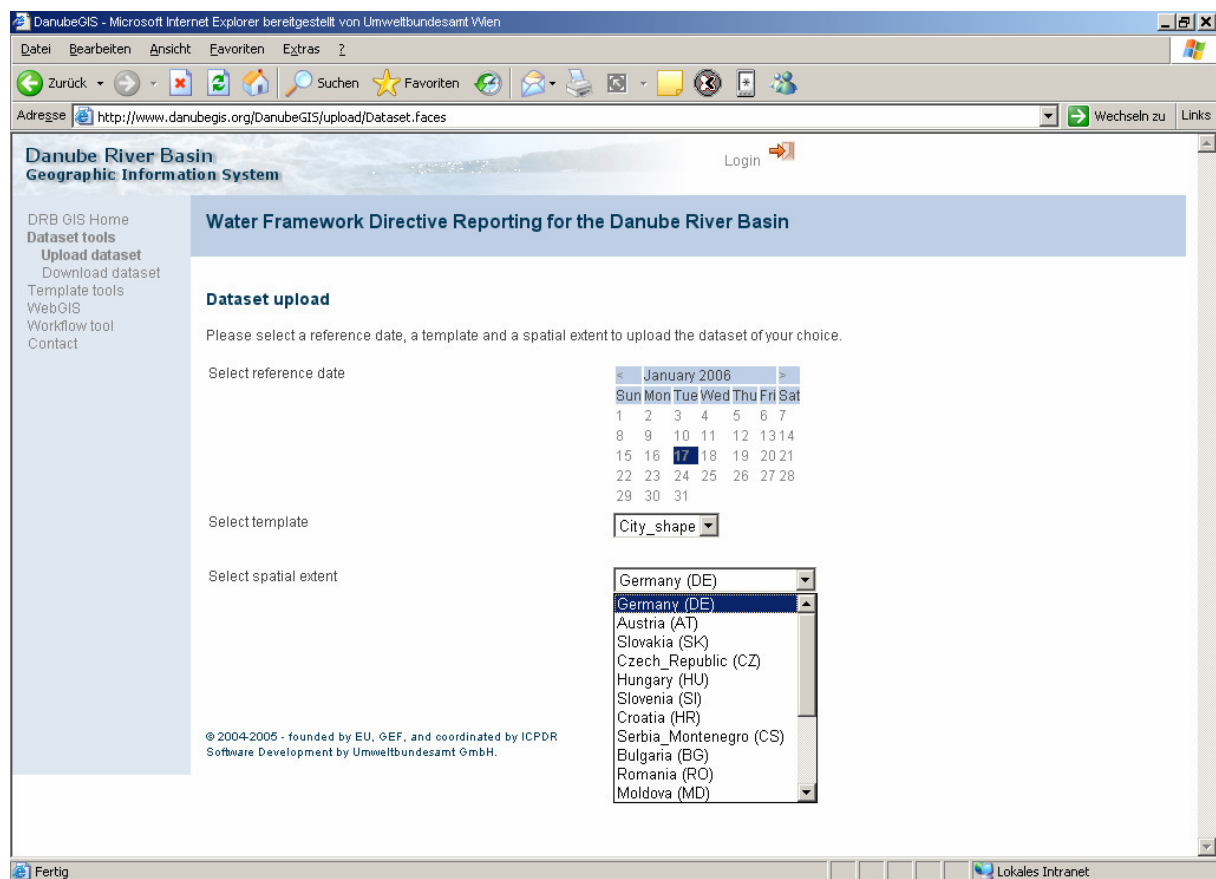 DanubeGIS - Microsoft Internet Explorer bereitgestellt von Umweltbundesamt Wien
Datei Bearbeiten Ansicht Favoriten Extras ?
Zurück Suchen Favoriten
Adresse http://www.danubegis.org/DanubeGIS/upload/Dataset.faces Wechseln zu Links
Danube River Basin
Geographic Information System
Login
DRB GIS Home
Dataset tools
Upload dataset
Download dataset
Template tools
WebGIS
Workflow tool
Contact
Water Framework Directive Reporting for the Danube River Basin
Dataset upload
Please select a reference date, a template and a spatial extent to upload the dataset of your choice.
Select reference date
< January 2006 >
Sun Mon Tue Wed Thu Fri Sat
1 2 3 4 5 6 7
8 9 10 11 12 13 14
15 16 17 18 19 20 21
22 23 24 25 26 27 28
29 30 31
Select template
City_shape
Select spatial extent
Germany (DE)
Germany (DE)
Austria (AT)
Slovakia (SK)
Czech_Republic (CZ)
Hungary (HU)
Slovenia (SI)
Croatia (HR)
Serbia_Montenegro (CS)
Bulgaria (BG)
Romania (RO)
Moldova (MD)
© 2004-2005 - founded by EU, GEF, and coordinated by ICPDR
Software Development by Umweltbundesamt GmbH.
Fertig
Lokales Intranet